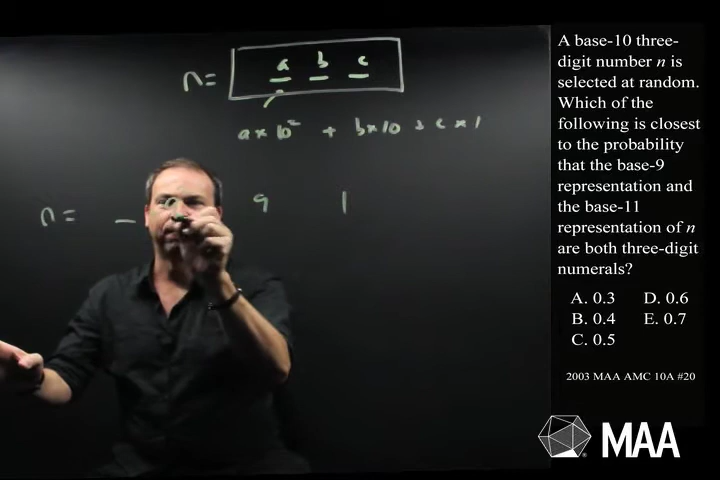 a b c
n=
a×10² + b×10 + c×1
n= 9 1
A base-10 three-
digit number n is
selected at random.
Which of the
following is closest
to the probability
that the base-9
representation and
the base-11
representation of n
are both three-digit
numerals?
A. 0.3 D. 0.6
B. 0.4 E. 0.7
C. 0.5
2003 MAA AMC 10A #20
MAA